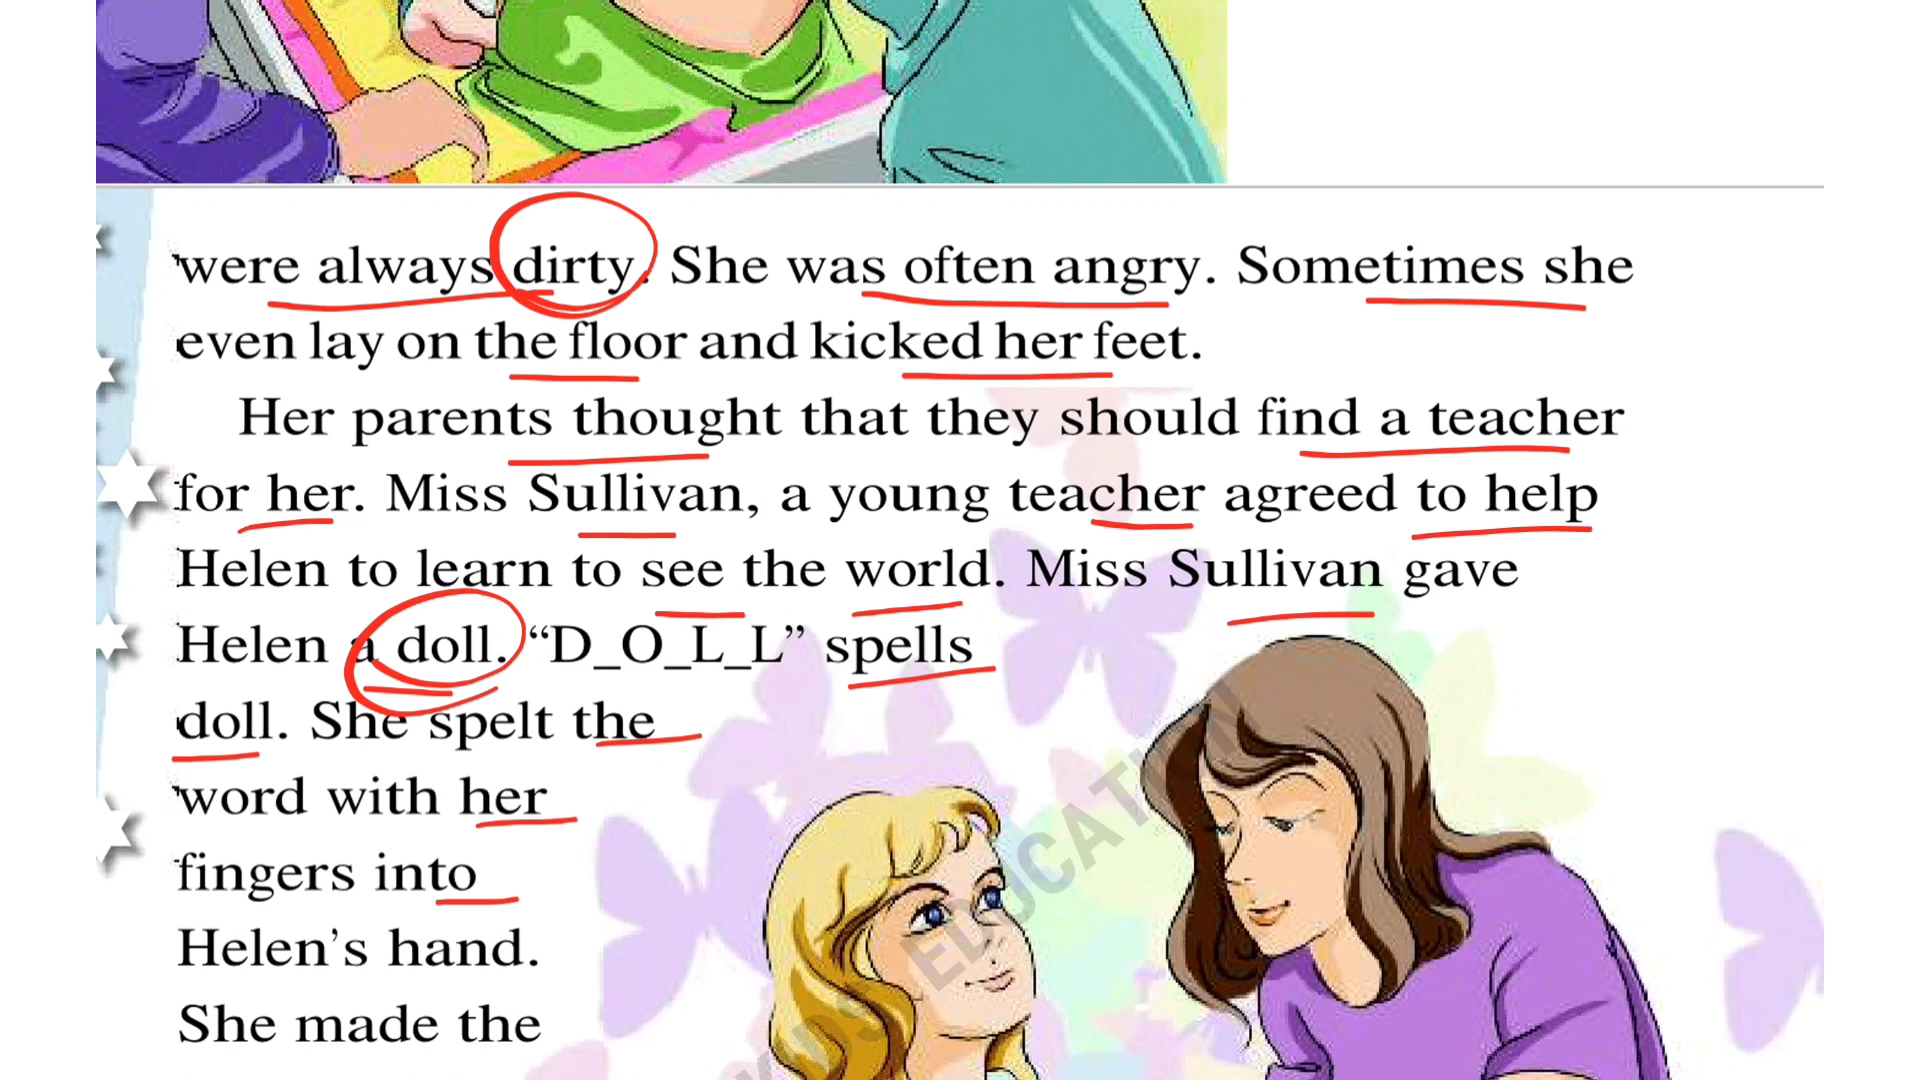 were always dirty. She was often angry. Sometimes she
even lay on the floor and kicked her feet.
Her parents thought that they should find a teacher
for her. Miss Sullivan, a young teacher agreed to help
Helen to learn to see the world. Miss Sullivan gave
Helen a doll. “D_O_L_L” spells
doll. She spelt the
word with her
fingers into
Helen’s hand.
She made the
KIDS EDUCATION